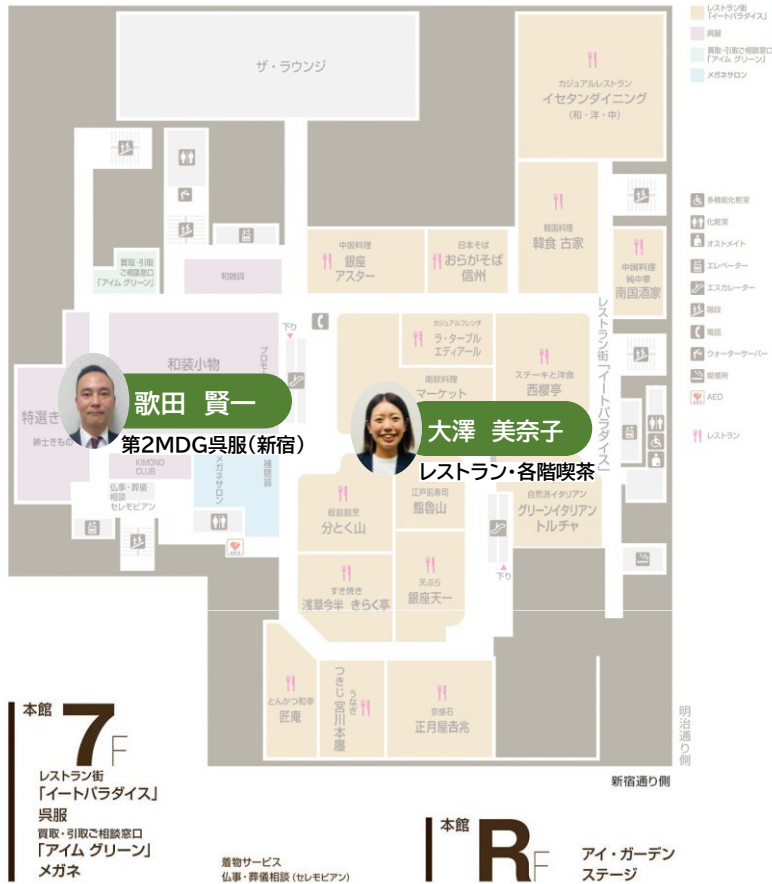 ザ・ラウンジ
カジュアルレストラン
イセタンダイニング
(和・洋・中)
レストラン街
「イートパラダイス」
呉服
買取・引取ご相談窓口
「アイム グリーン」
メガネサロン
多機能化粧室
化粧室
オストメイト
エレベーター
エスカレーター
階段
電話
ウォーターサーバー
喫煙所
AED
レストラン
韓国料理
韓食 古家
中国料理
純中華
南国酒家
中国料理
銀座
アスター
日本そば
おらがそば
信州
買取・引取
ご相談窓口
「アイム グリーン」
和雑貨
下り
カジュアルフレンチ
ラ・ターブル
エディアール
ステーキと洋食
西櫻亭
レストラン街「イートパラダイス」
和装小物
プロモ
南欧料理
マーケット
特選き
紳士きもの
歌田 賢一
第2MDG呉服(新宿)
大澤 美奈子
レストラン・各階喫茶
KIMONO
CLUB
メガネサロン
補聴器
仏事・葬儀
相談
セレモピアン
AED
板前割烹
分とく山
江戸前寿司
鮨魯山
自然派イタリアン
グリーンイタリアン
トルチャ
すき焼き
浅草今半 きらく亭
天ぷら
銀座天一
下り
とんかつ和幸
匠庵
うなぎ
つきじ 宮川本廛
京懐石
正月屋吉兆
明治通り側
新宿通り側
本館 7F
レストラン街
「イートパラダイス」
呉服
買取・引取ご相談窓口
「アイム グリーン」
メガネ
着物サービス
仏事・葬儀相談 (セレモピアン)
本館 RF
アイ・ガーデン
ステージ